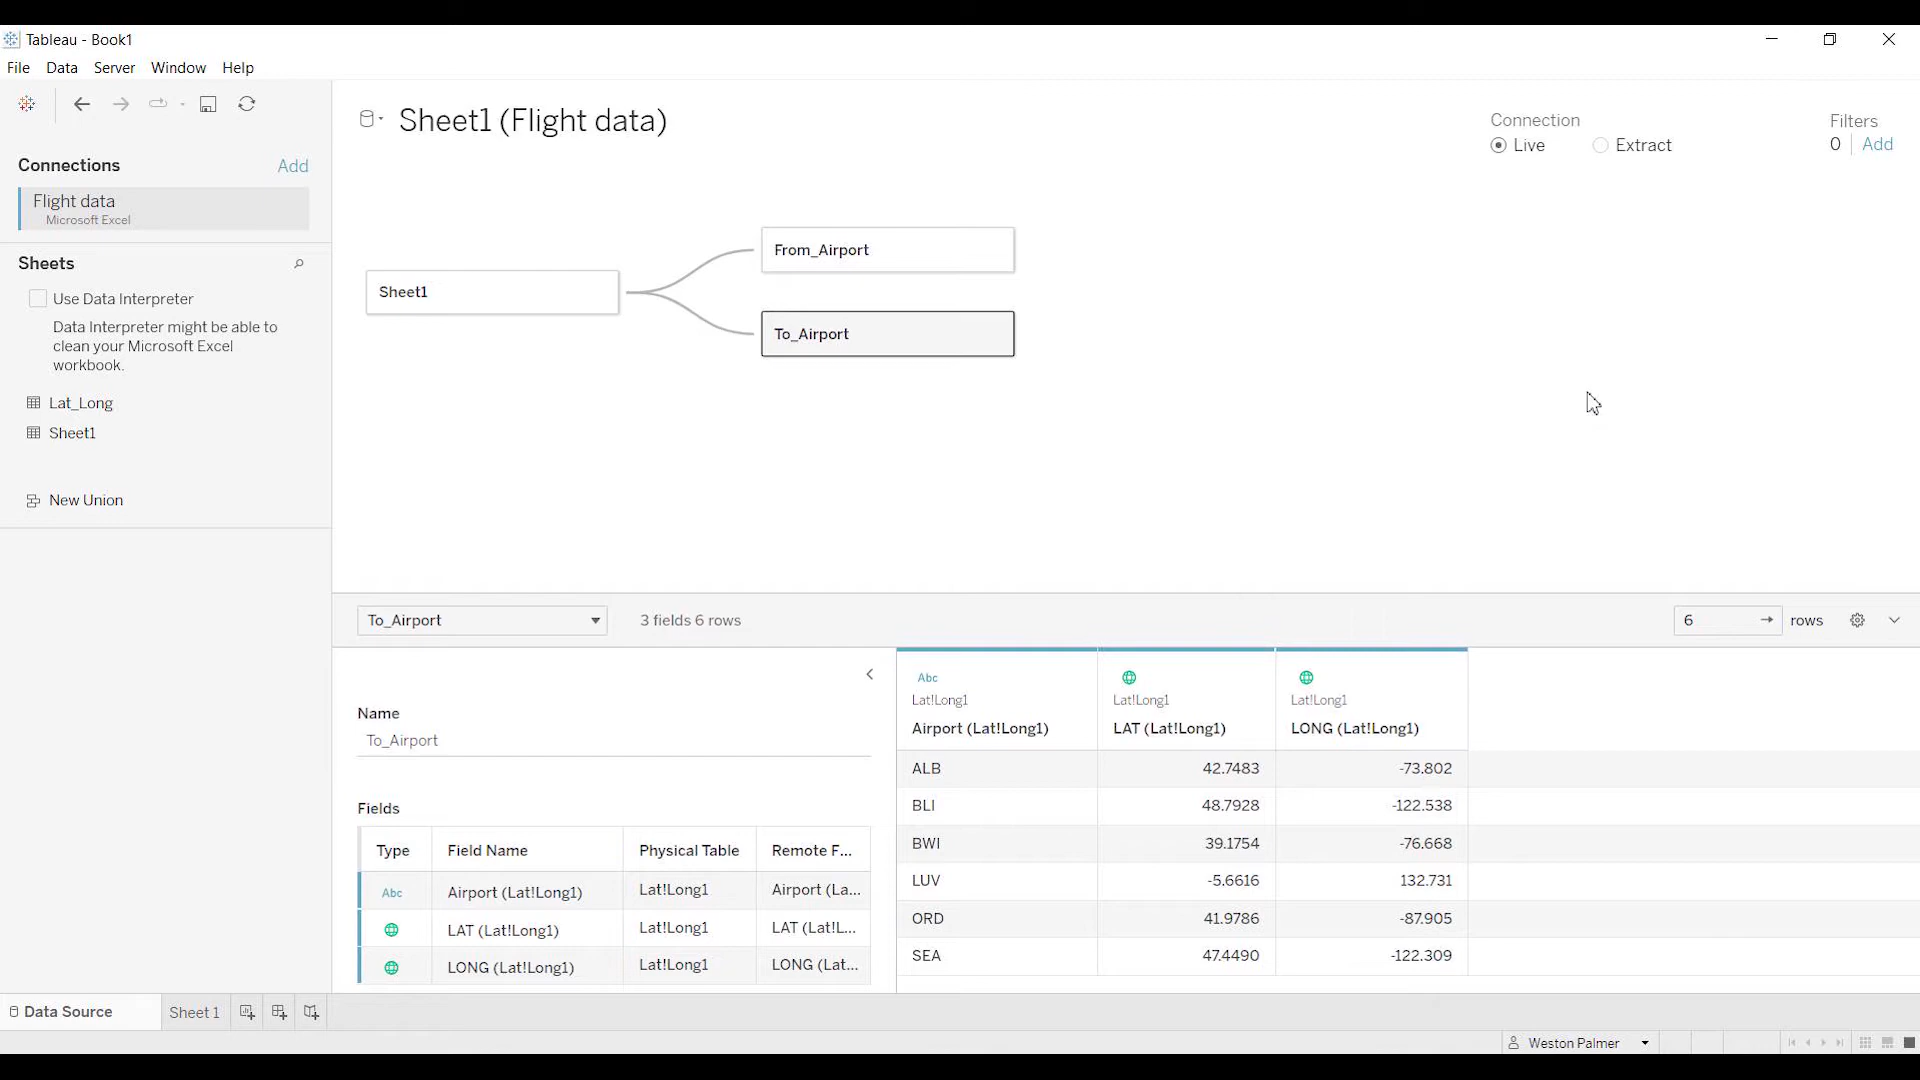 Tableau - Book1
File Data Server Window Help
Sheet1 (Flight data)
Connection
Live Extract
Filters
0 Add
Connections Add
Flight data
Microsoft Excel
Sheets
Use Data Interpreter
Data Interpreter might be able to
clean your Microsoft Excel
workbook.
Lat_Long
Sheet1
New Union
Sheet1
From_Airport
To_Airport
To_Airport 3 fields 6 rows 6 rows
Name
To_Airport
Fields
Type Field Name Physical Table Remote F...
Abc Airport (Lat!Long1) Lat!Long1 Airport (La...
LAT (Lat!Long1) Lat!Long1 LAT (Lat!L...
LONG (Lat!Long1) Lat!Long1 LONG (Lat...
Abc
Lat!Long1 Lat!Long1 Lat!Long1
Airport (Lat!Long1) LAT (Lat!Long1) LONG (Lat!Long1)
ALB 42.7483 -73.802
BLI 48.7928 -122.538
BWI 39.1754 -76.668
LUV -5.6616 132.731
ORD 41.9786 -87.905
SEA 47.4490 -122.309
Data Source Sheet 1
Weston Palmer